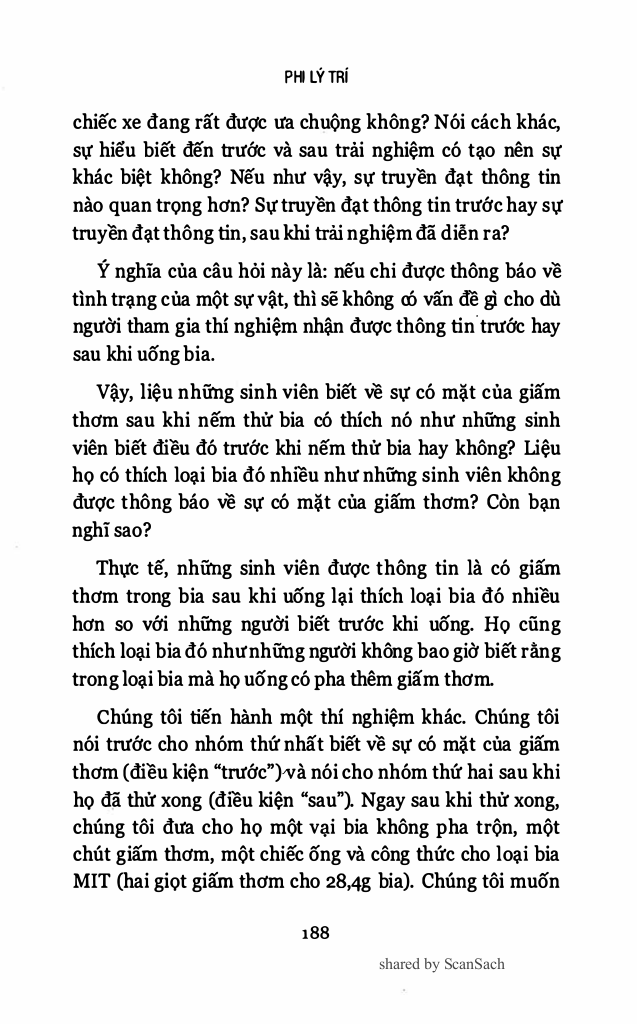 PHI LÝ TRÍ
chiếc xe đang rất được ưa chuộng không? Nói cách khác,
sự hiểu biết đến trước và sau trải nghiệm có tạo nên sự
khác biệt không? Nếu như vậy, sự truyền đạt thông tin
nào quan trọng hơn? Sự truyền đạt thông tin trước hay sự
truyền đạt thông tin, sau khi trải nghiệm đã diễn ra?
Ý nghĩa của câu hỏi này là: nếu chi được thông báo về
tình trạng của một sự vật, thì sẽ không có vấn đề gì cho dù
người tham gia thí nghiệm nhận được thông tin trước hay
sau khi uống bia.
Vậy, liệu những sinh viên biết về sự có mặt của giấm
thơm sau khi nếm thử bia có thích nó như những sinh
viên biết điều đó trước khi nếm thử bia hay không? Liệu
họ có thích loại bia đó nhiều như những sinh viên không
được thông báo về sự có mặt của giấm thơm? Còn bạn
nghĩ sao?
Thực tế, những sinh viên được thông tin là có giấm
thơm trong bia sau khi uống lại thích loại bia đó nhiều
hơn so với những người biết trước khi uống. Họ cũng
thích loại bia đó như những người không bao giờ biết rằng
trong loại bia mà họ uống có pha thêm giấm thơm.
Chúng tôi tiến hành một thí nghiệm khác. Chúng tôi
nói trước cho nhóm thứ nhất biết về sự có mặt của giấm
thơm (điều kiện “trước”) và nói cho nhóm thứ hai sau khi
họ đã thử xong (điều kiện “sau”). Ngay sau khi thử xong,
chúng tôi đưa cho họ một vại bia không pha trộn, một
chút giấm thơm, một chiếc ống và công thức cho loại bia
MIT (hai giọt giấm thơm cho 28,4g bia). Chúng tôi muốn
188
shared by ScanSach